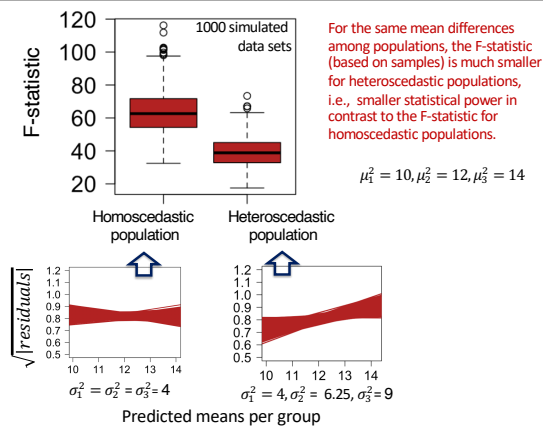 1000 simulated
data sets
F-statistic
120
100
80
60
40
20
Homoscedastic
population
Heteroscedastic
population
For the same mean differences
among populations, the F-statistic
(based on samples) is much smaller
for heteroscedastic populations,
i.e., smaller statistical power in
contrast to the F-statistic for
homoscedastic populations.
μ₁² = 10, μ₂² = 12, μ₃² = 14
√|residuals|
1.2
1.1
1.0
0.9
0.8
0.7
0.6
0.5
10 11 12 13 14
σ₁² = σ₂² = σ₃² = 4
1.2
1.1
1.0
0.9
0.8
0.7
0.6
0.5
10 11 12 13 14
σ₁² = 4, σ₂² = 6.25, σ₃² = 9
Predicted means per group